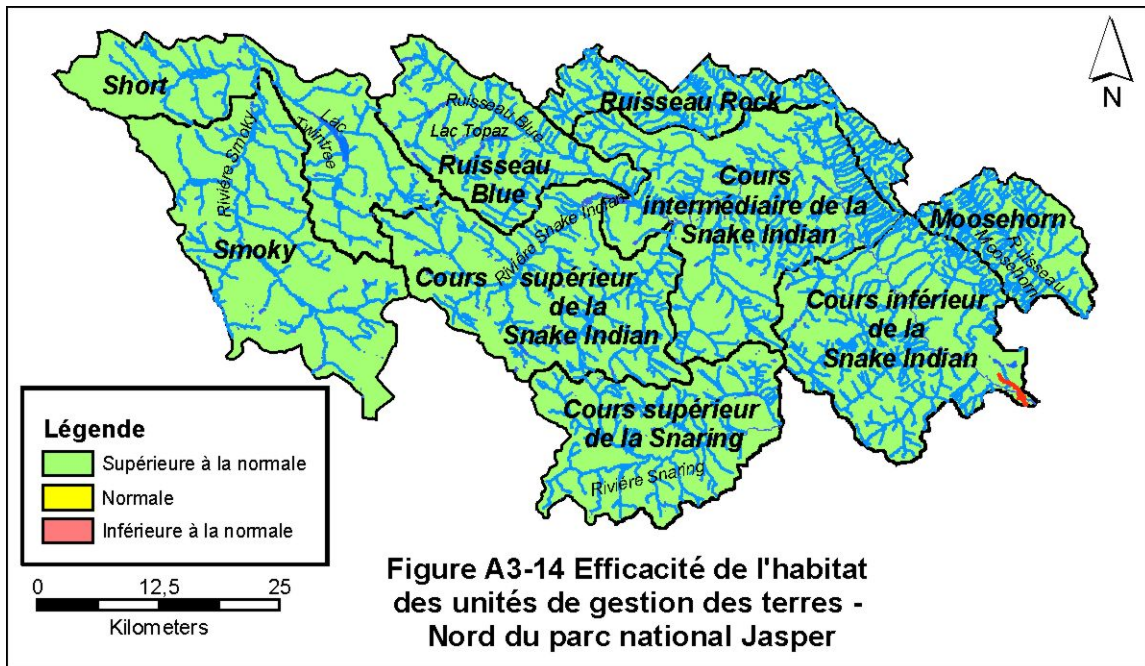 N
Short
Ruisseau Rock
Ruisseau Blue
Lac Topaz
Lac
Twintree
Rivière Smoky
Ruisseau
Blue
Cours
intermédiaire de la
Snake Indian
Moosehorn
Ruisseau
Moosehorn
Smoky
Rivière Snake Indian
Cours supérieur
de la
Snake Indian
Cours inférieur
de la
Snake Indian
Cours supérieur
de la Snaring
Rivière Snaring
Légende
Supérieure à la normale
Normale
Inférieure à la normale
0 12,5 25
Kilometers
Figure A3-14 Efficacité de l'habitat
des unités de gestion des terres -
Nord du parc national Jasper